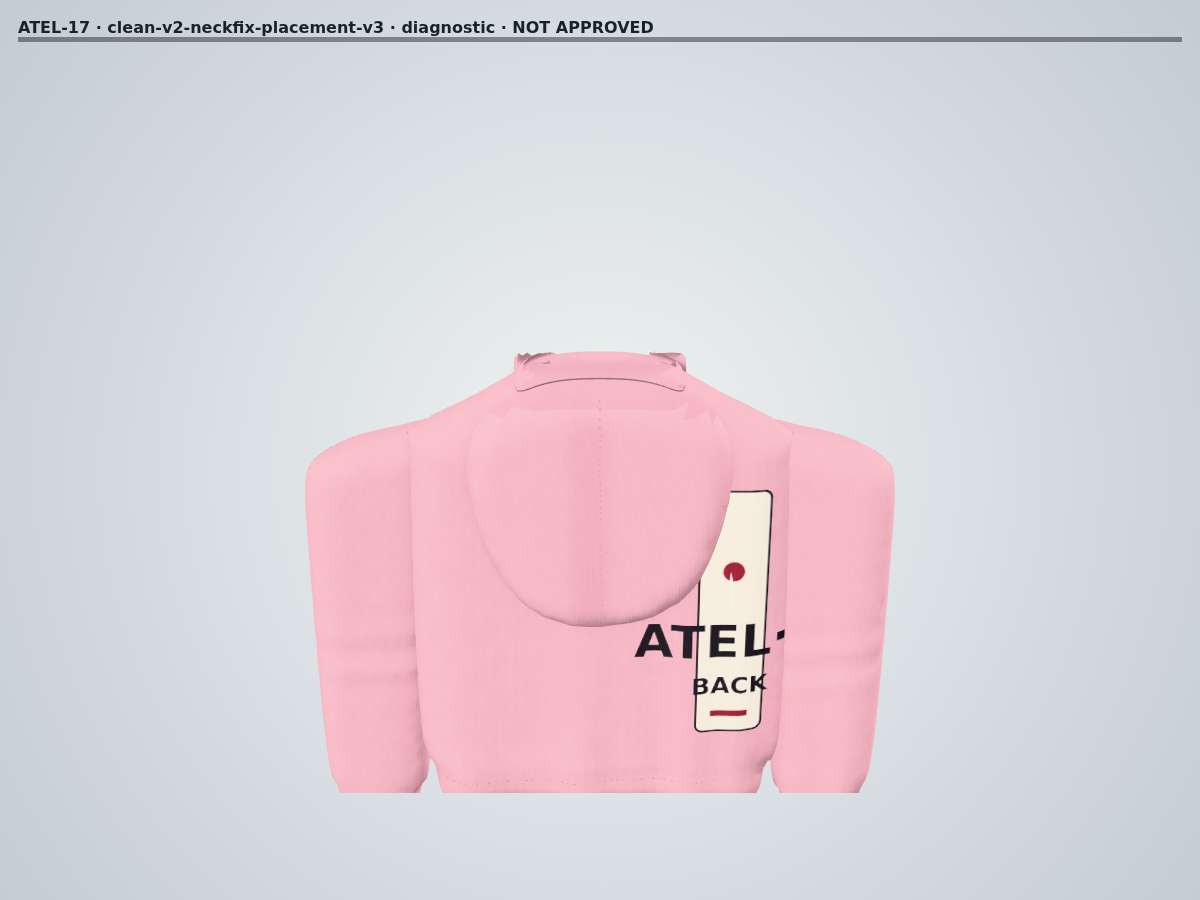 ATEL-17 · clean-v2-neckfix-placement-v3 · diagnostic · NOT APPROVED
ATEL-
BACK